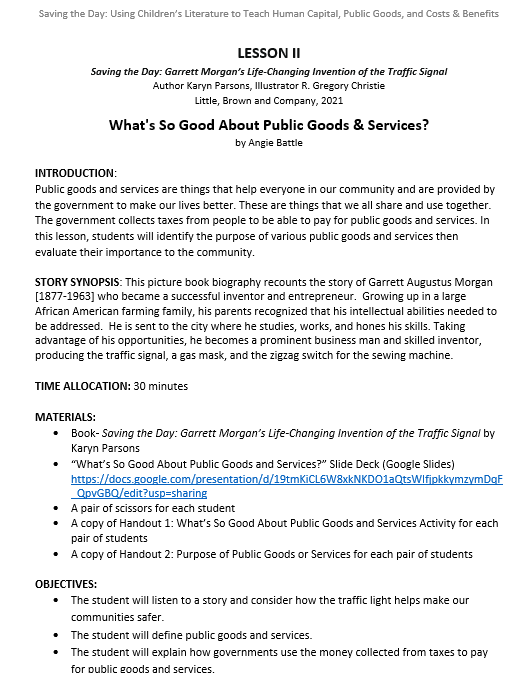 Saving the Day: Using Children's Literature to Teach Human Capital, Public Goods, and Costs & Benefits
LESSON II
Saving the Day: Garrett Morgan's Life-Changing Invention of the Traffic Signal
Author Karyn Parsons, Illustrator R. Gregory Christie
Little, Brown and Company, 2021
What's So Good About Public Goods & Services?
by Angie Battle
INTRODUCTION:
Public goods and services are things that help everyone in our community and are provided by
the government to make our lives better. These are things that we all share and use together.
The government collects taxes from people to be able to pay for public goods and services. In
this lesson, students will identify the purpose of various public goods and services then
evaluate their importance to the community.
STORY SYNOPSIS: This picture book biography recounts the story of Garrett Augustus Morgan
[1877-1963] who became a successful inventor and entrepreneur. Growing up in a large
African American farming family, his parents recognized that his intellectual abilities needed to
be addressed. He is sent to the city where he studies, works, and hones his skills. Taking
advantage of his opportunities, he becomes a prominent business man and skilled inventor,
producing the traffic signal, a gas mask, and the zigzag switch for the sewing machine.
TIME ALLOCATION: 30 minutes
MATERIALS:
• Book- Saving the Day: Garrett Morgan's Life-Changing Invention of the Traffic Signal by
Karyn Parsons
• "What's So Good About Public Goods and Services?" Slide Deck (Google Slides)
https://docs.google.com/presentation/d/19tmKiCL6W8xkNKDO1aQtsWIfjpkkymzymDqF
_QpvGBQ/edit?usp=sharing
• A pair of scissors for each student
• A copy of Handout 1: What's So Good About Public Goods and Services Activity for each
pair of students
• A copy of Handout 2: Purpose of Public Goods or Services for each pair of students
OBJECTIVES:
• The student will listen to a story and consider how the traffic light helps make our
communities safer.
• The student will define public goods and services.
• The student will explain how governments use the money collected from taxes to pay
for public goods and services.